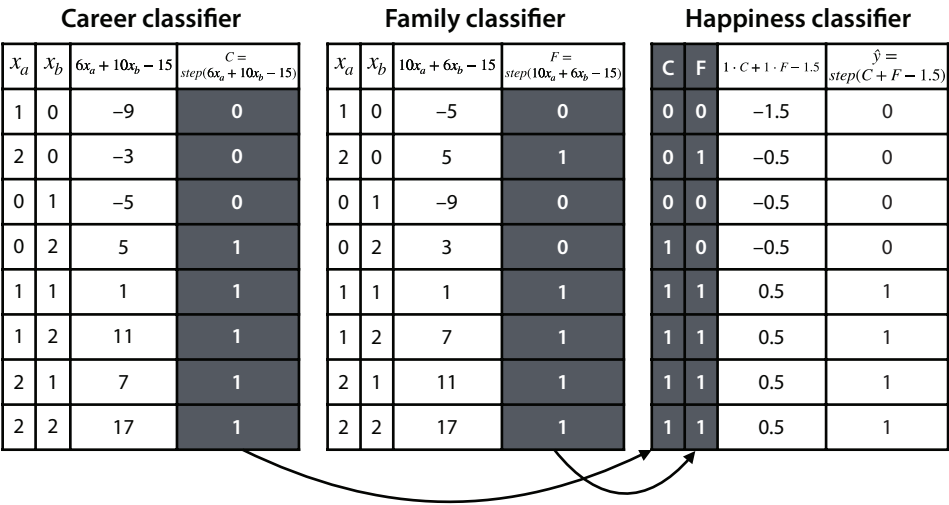 Career classifier Family classifier Happiness classifier
xₐ x_b 6xₐ + 10x_b − 15 C = step(6xₐ + 10x_b − 15) xₐ x_b 10xₐ + 6x_b − 15 F = step(10xₐ + 6x_b − 15) C F 1 · C + 1 · F − 1.5 ŷ = step(C + F − 1.5)
1 0 –9 0 1 0 –5 0 0 0 –1.5 0
2 0 –3 0 2 0 5 1 0 1 –0.5 0
0 1 –5 0 0 1 –9 0 0 0 –0.5 0
0 2 5 1 0 2 3 0 1 0 –0.5 0
1 1 1 1 1 1 1 1 1 1 0.5 1
1 2 11 1 1 2 7 1 1 1 0.5 1
2 1 7 1 2 1 11 1 1 1 0.5 1
2 2 17 1 2 2 17 1 1 1 0.5 1